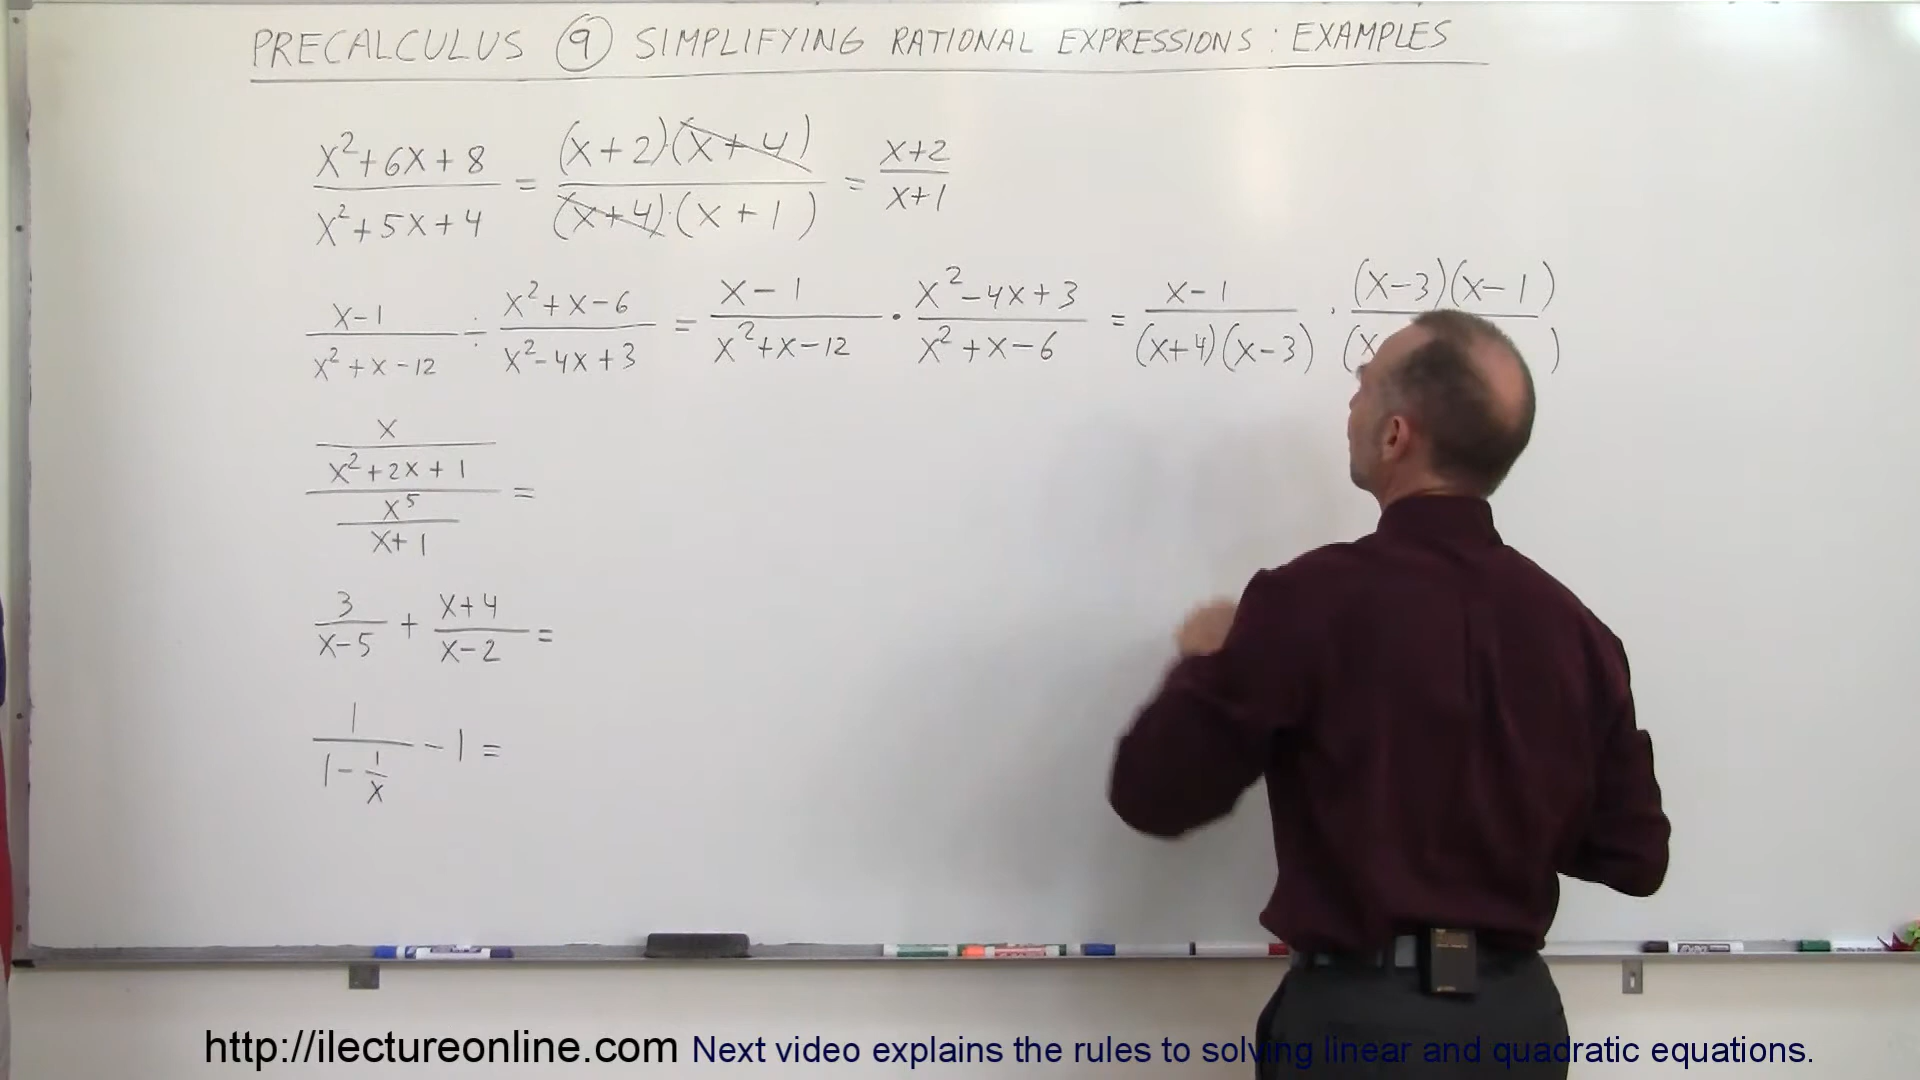 PRECALCULUS 9 SIMPLIFYING RATIONAL EXPRESSIONS : EXAMPLES
x²+6x+8 / x²+5x+4 = (x+2)·(x+4) / (x+4)·(x+1) = x+2 / x+1
x-1 / x²+x-12 ÷ x²+x-6 / x²-4x+3 = x-1 / x²+x-12 · x²-4x+3 / x²+x-6 = x-1 / (x+4)(x-3) · (x-3)(x-1) / (x )
x / x²+2x+1 / x⁵ / x+1 =
3 / x-5 + x+4 / x-2 =
1 / 1-1/x - 1 =
http://ilectureonline.com Next video explains the rules to solving linear and quadratic equations.